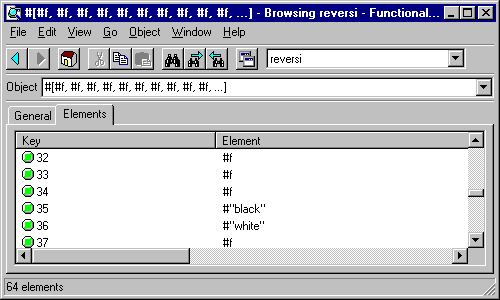 #[#f, #f, #f, #f, #f, #f, #f, #f, #f, #f, ...] - Browsing reversi - Functional...
File Edit View Go Object Window Help
reversi
Object #[#f, #f, #f, #f, #f, #f, #f, #f, #f, #f, ...]
General Elements
Key Element
32 #f
33 #f
34 #f
35 #"black"
36 #"white"
37 #f
64 elements